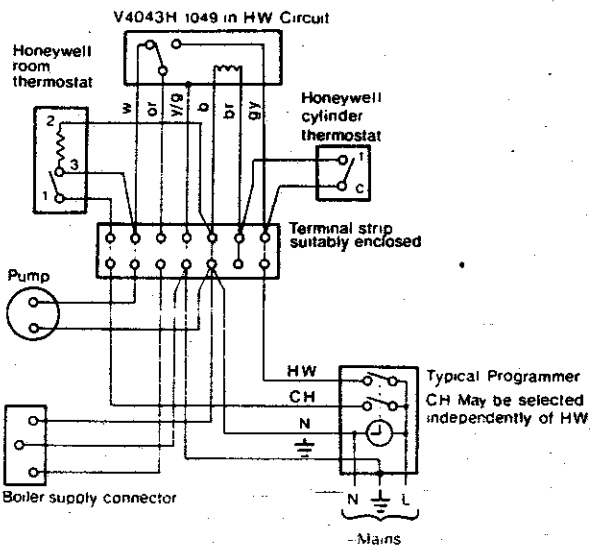 V4043H 1049 in HW Circuit
Honeywell
room
thermostat
w
or
y/g
b
br
gy
Honeywell
cylinder
thermostat
2
3
1
1
C
Terminal strip
suitably enclosed
Pump
HW
CH
N
Typical Programmer
CH May be selected
independently of HW
Boiler supply connector
N
L
Mains